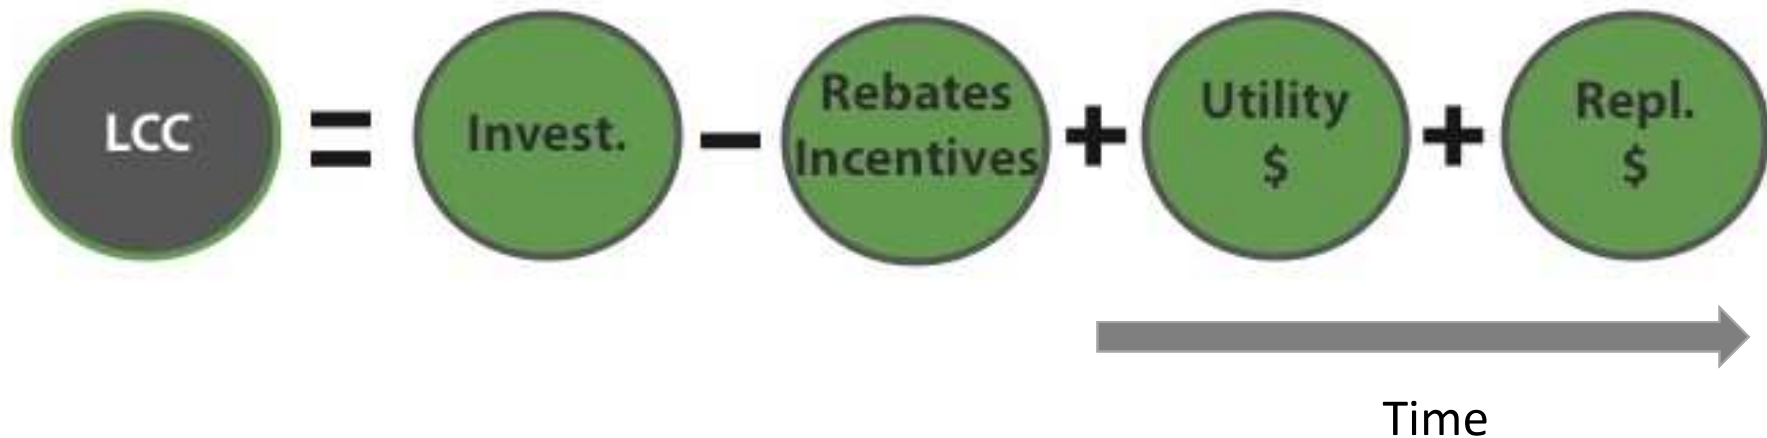 LCC = Invest. – Rebates Incentives + Utility $ + Repl. $
Time